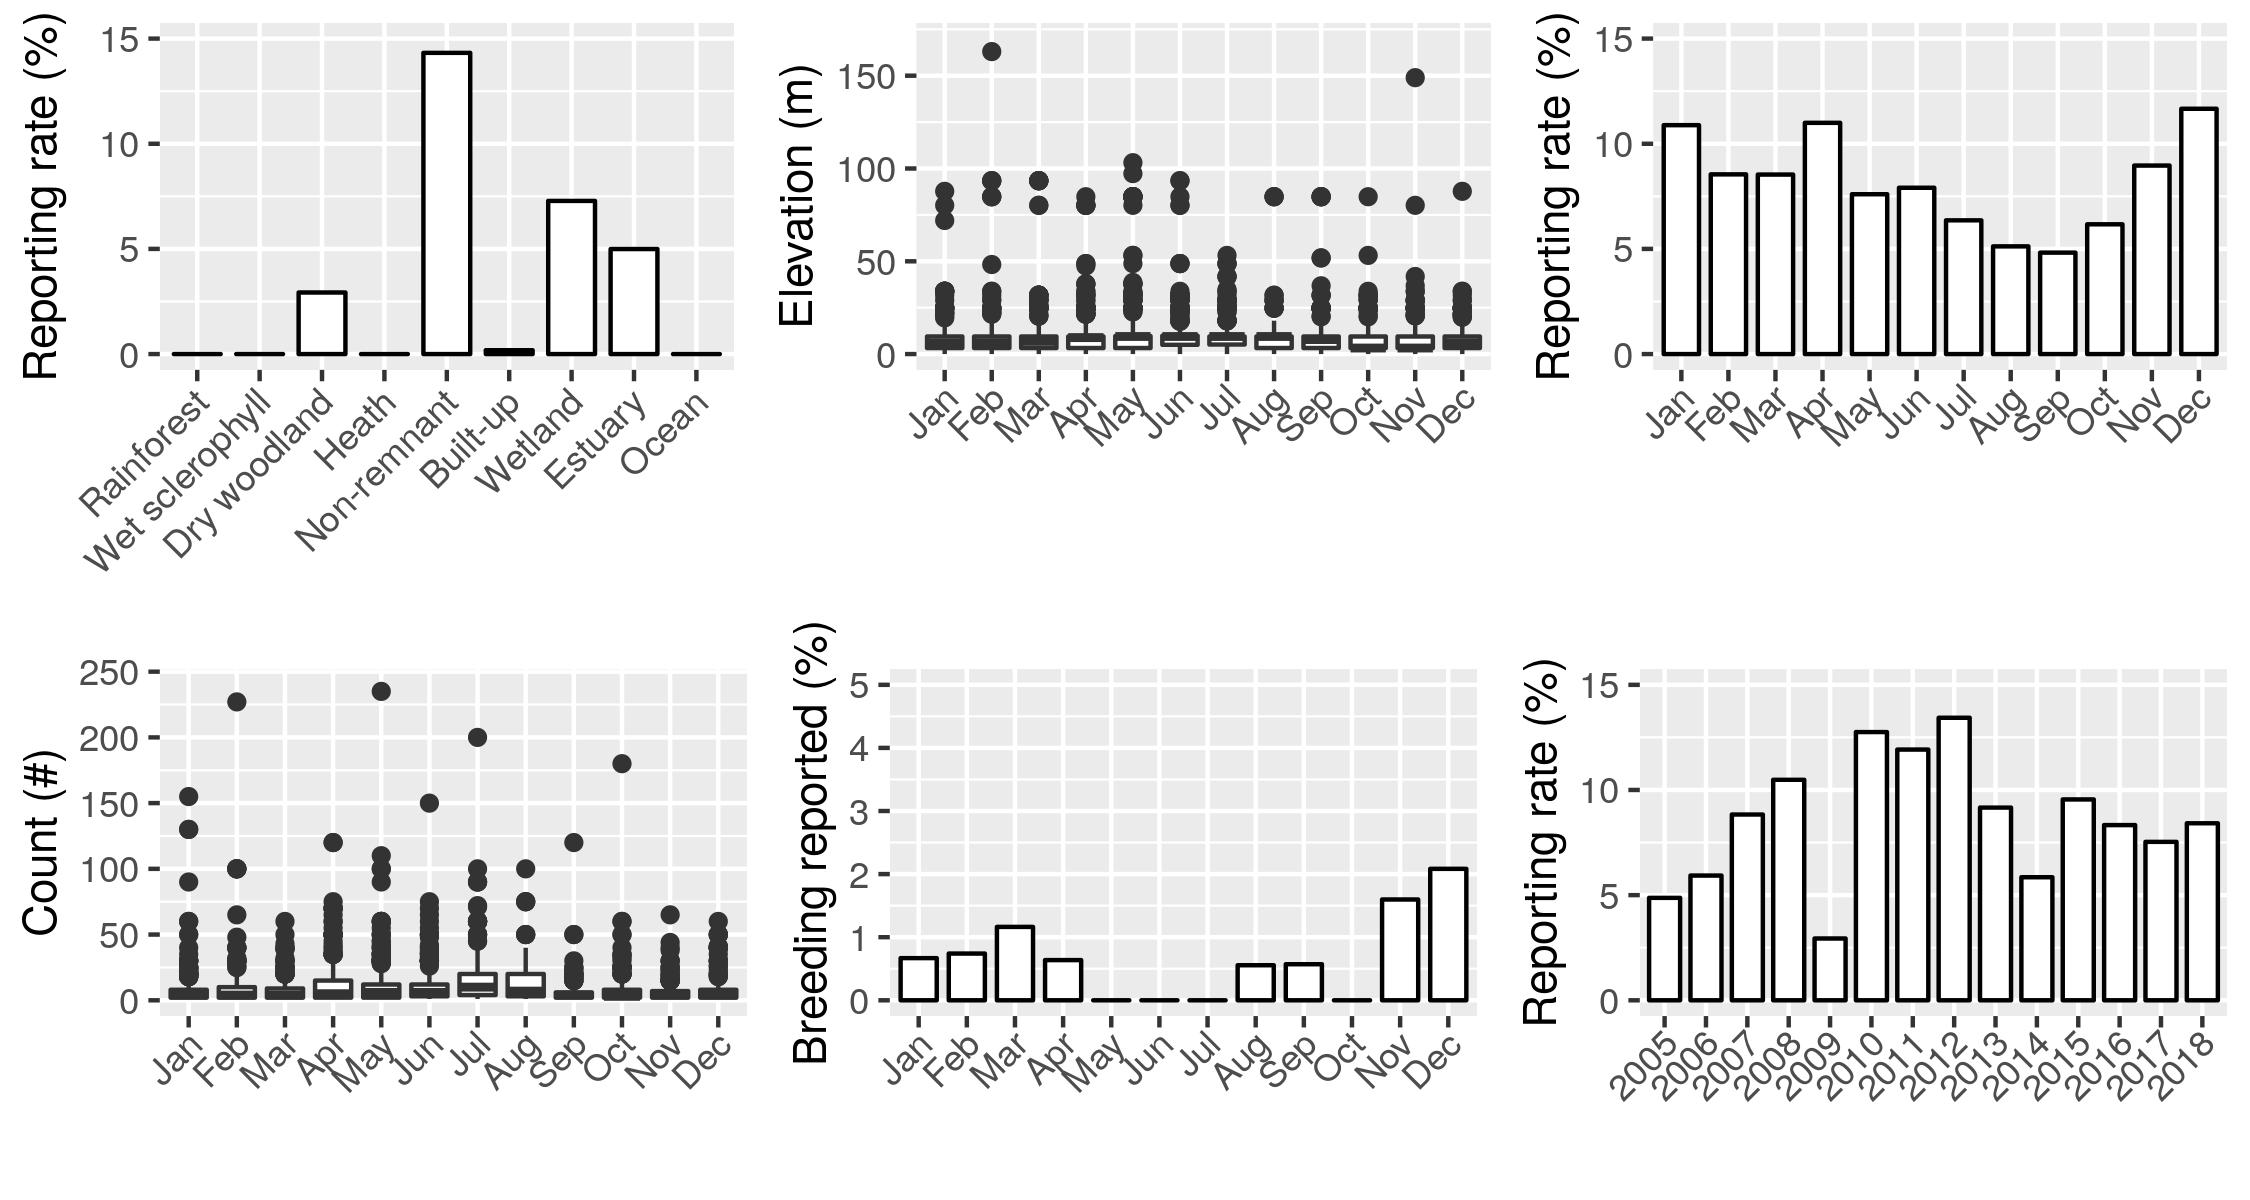 Reporting rate (%)
15
10
5
0
Rainforest
Wet sclerophyll
Dry woodland
Heath
Non-remnant
Built-up
Wetland
Estuary
Ocean
Elevation (m)
150
100
50
0
Jan
Feb
Mar
Apr
May
Jun
Jul
Aug
Sep
Oct
Nov
Dec
Reporting rate (%)
15
10
5
0
Jan
Feb
Mar
Apr
May
Jun
Jul
Aug
Sep
Oct
Nov
Dec
Count (#)
250
200
150
100
50
0
Jan
Feb
Mar
Apr
May
Jun
Jul
Aug
Sep
Oct
Nov
Dec
Breeding reported (%)
5
4
3
2
1
0
Jan
Feb
Mar
Apr
May
Jun
Jul
Aug
Sep
Oct
Nov
Dec
Reporting rate (%)
15
10
5
0
2005
2006
2007
2008
2009
2010
2011
2012
2013
2014
2015
2016
2017
2018